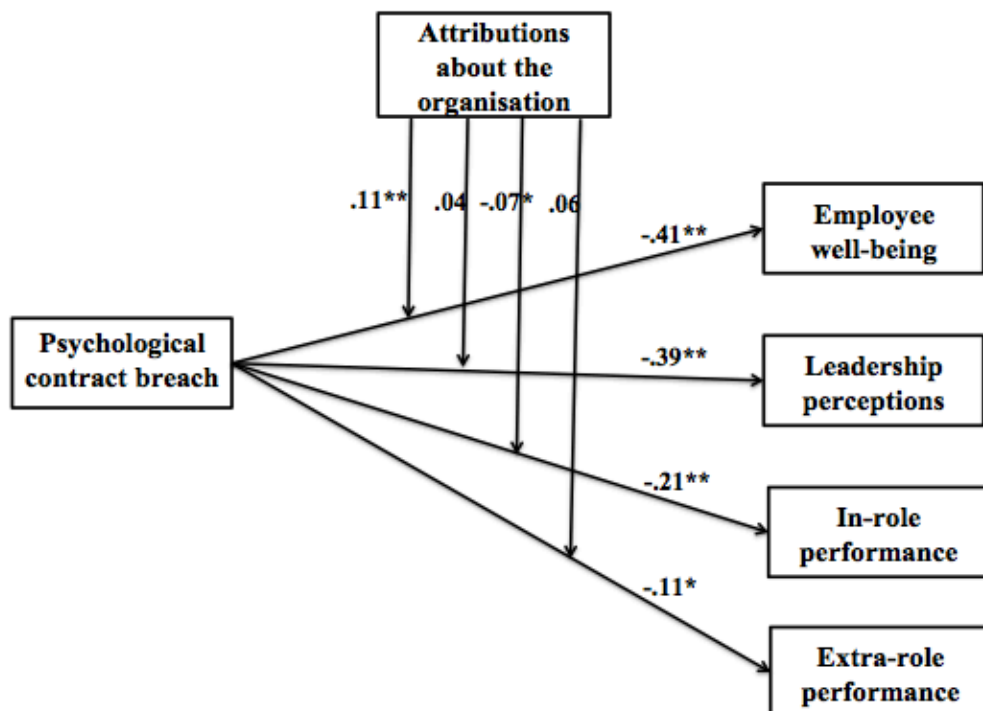 Attributions
about the
organisation
.11**
.04
-.07*
.06
Employee
well-being
-.41**
Psychological
contract breach
-.39**
Leadership
perceptions
-.21**
In-role
performance
-.11*
Extra-role
performance